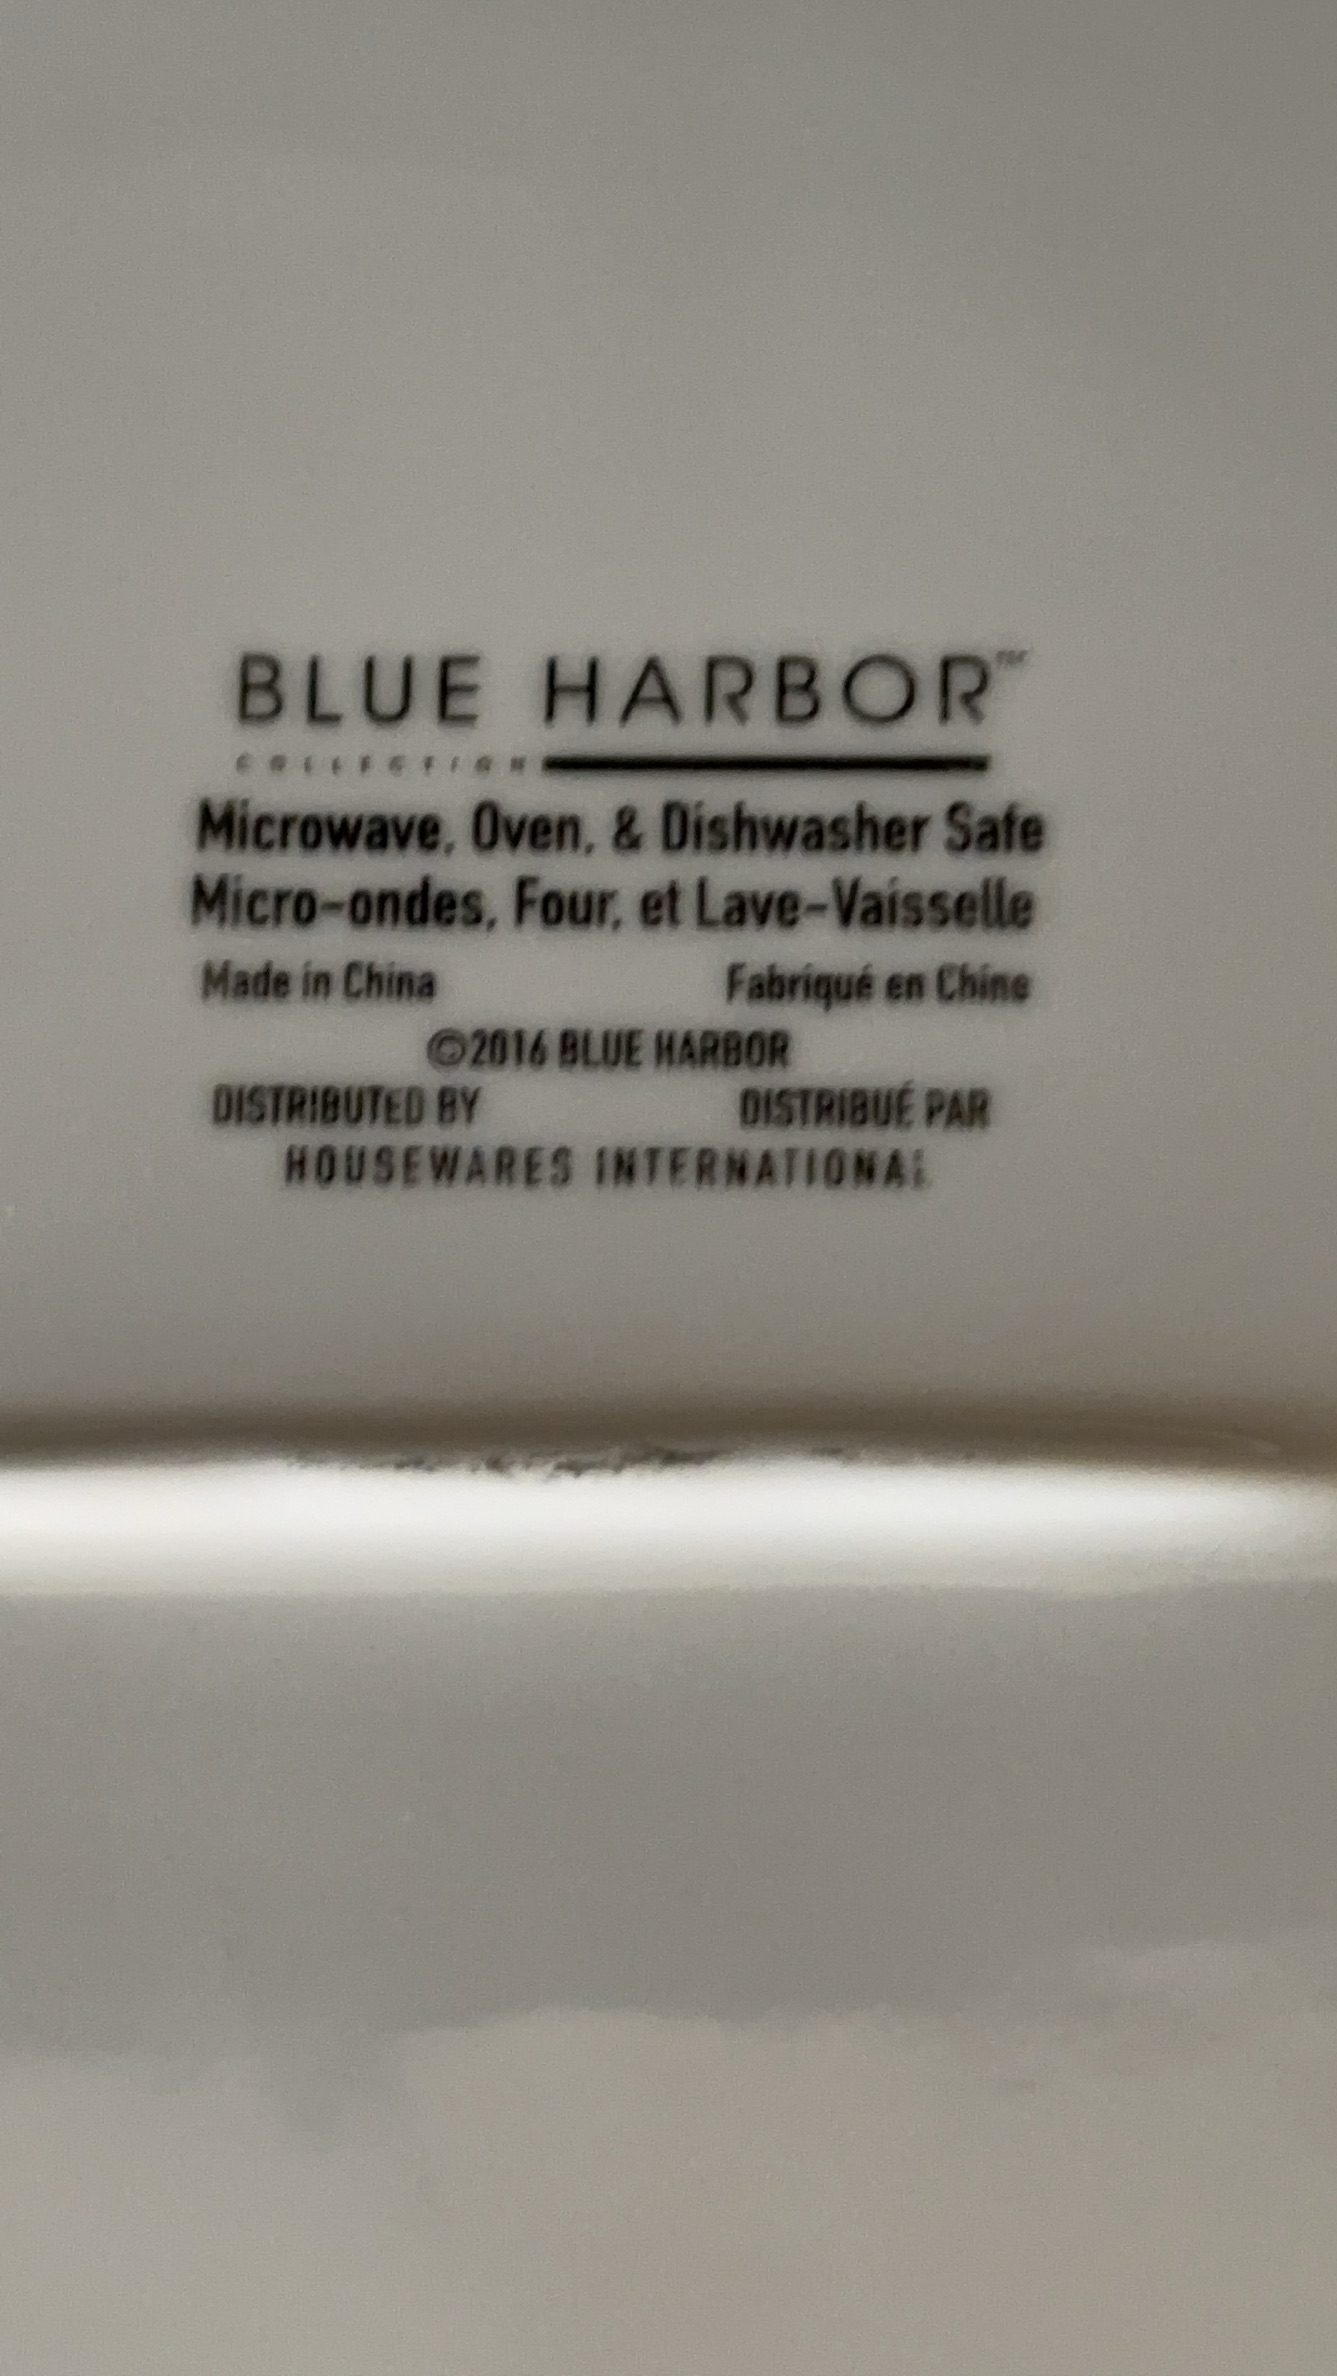 BLUE HARBOR™
COLLECTION
Microwave, Oven, & Dishwasher Safe
Micro-ondes, Four, et Lave-Vaisselle
Made in China Fabriqué en Chine
©2016 BLUE HARBOR
DISTRIBUTED BY DISTRIBUÉ PAR
HOUSEWARES INTERNATIONAL